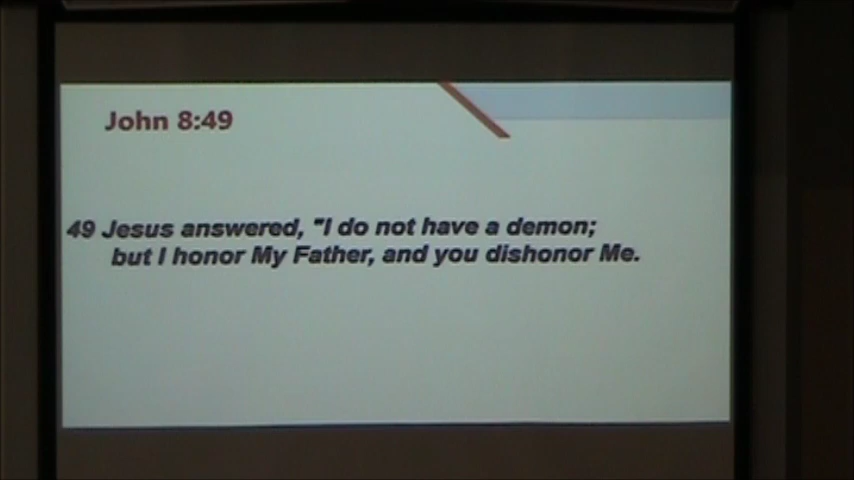 John 8:49
49 Jesus answered, "I do not have a demon;
but I honor My Father, and you dishonor Me.